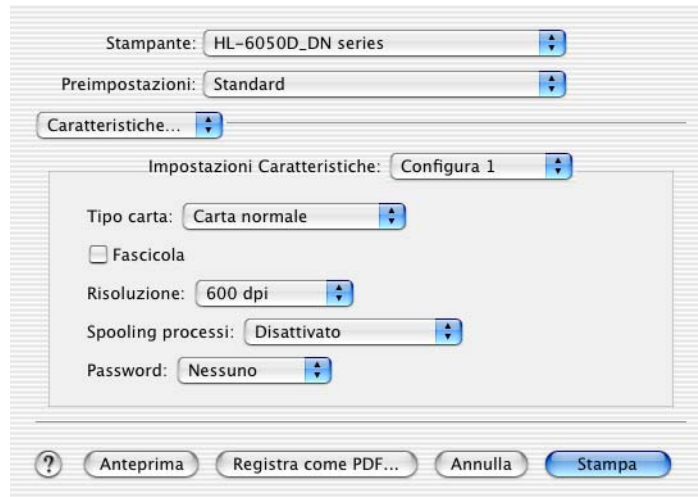 Stampante: HL-6050D_DN series
Preimpostazioni: Standard
Caratteristiche...
Impostazioni Caratteristiche: Configura 1
Tipo carta: Carta normale
Fascicola
Risoluzione: 600 dpi
Spooling processi: Disattivato
Password: Nessuno
? Anteprima Registra come PDF... Annulla Stampa